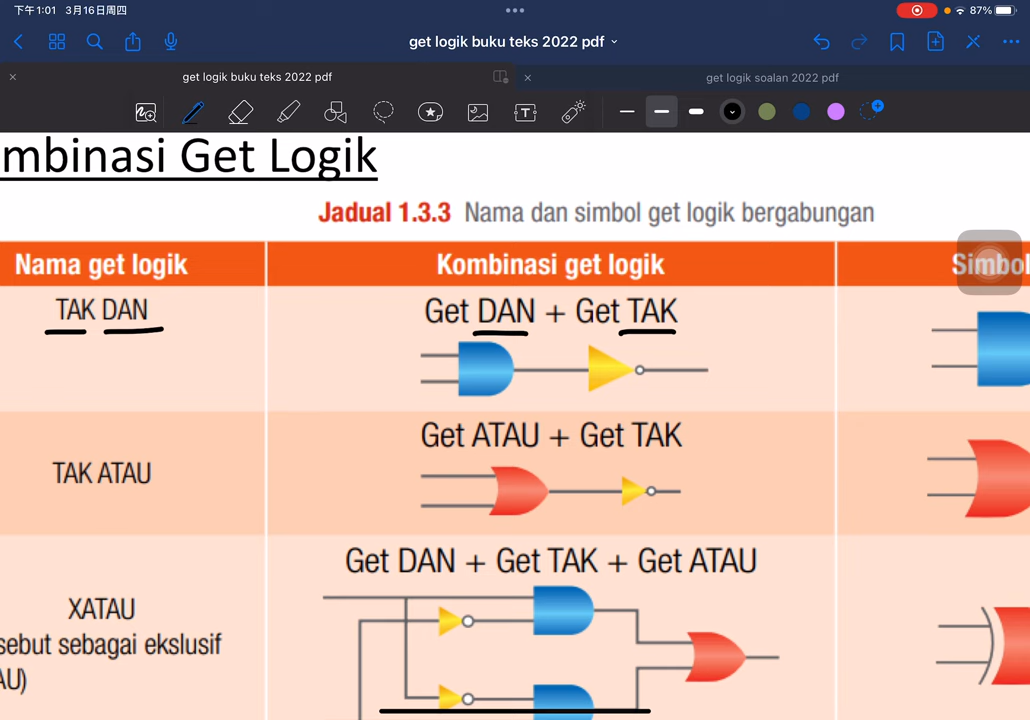 下午1:01 3月16日周四
87%
get logik buku teks 2022 pdf
get logik buku teks 2022 pdf
get logik soalan 2022 pdf
mbinasi Get Logik
Jadual 1.3.3 Nama dan simbol get logik bergabungan
Nama get logik
Kombinasi get logik
Simbol
TAK DAN
Get DAN + Get TAK
TAK ATAU
Get ATAU + Get TAK
XATAU
sebut sebagai ekslusif
AU)
Get DAN + Get TAK + Get ATAU